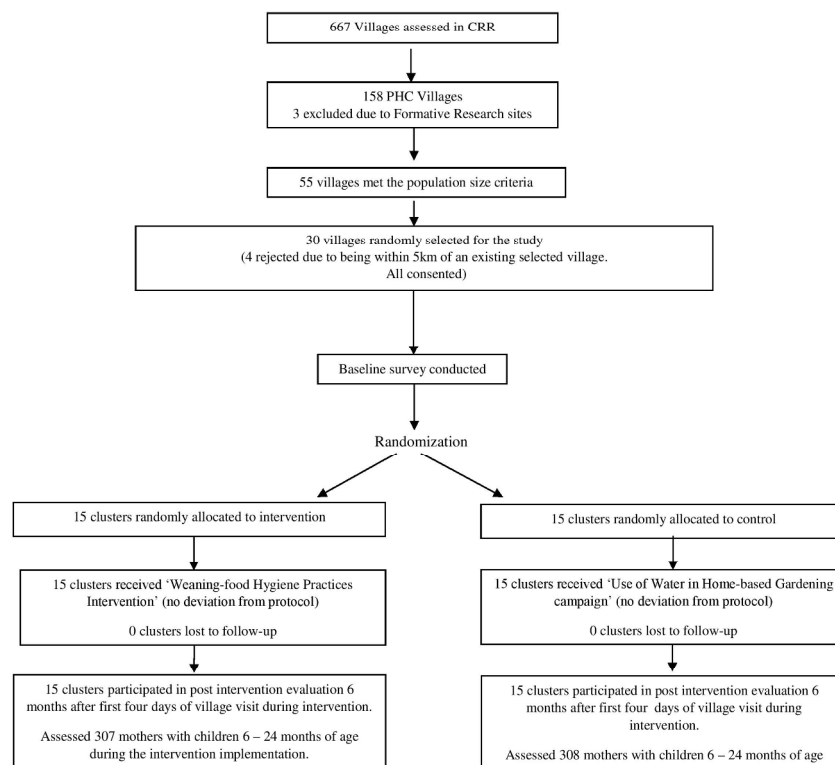 667 Villages assessed in CRR
158 PHC Villages
3 excluded due to Formative Research sites
55 villages met the population size criteria
30 villages randomly selected for the study
(4 rejected due to being within 5km of an existing selected village.
All consented)
Baseline survey conducted
Randomization
15 clusters randomly allocated to intervention
15 clusters received ‘Weaning-food Hygiene Practices
Intervention’ (no deviation from protocol)
0 clusters lost to follow-up
15 clusters participated in post intervention evaluation 6
months after first four days of village visit during intervention.
Assessed 307 mothers with children 6 – 24 months of age
during the intervention implementation.
15 clusters randomly allocated to control
15 clusters received ‘Use of Water in Home-based Gardening
campaign’ (no deviation from protocol)
0 clusters lost to follow-up
15 clusters participated in post intervention evaluation 6
months after first four days of village visit during
intervention.
Assessed 308 mothers with children 6 – 24 months of age